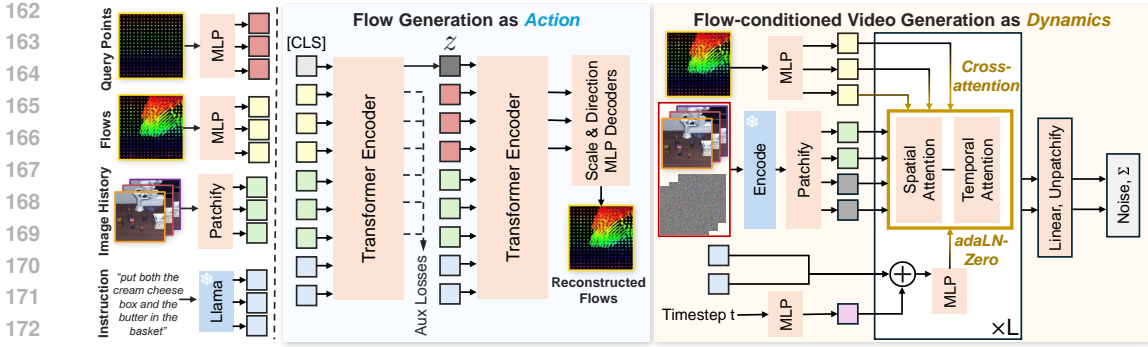 162
163
164
165
166
167
168
169
170
171
172
Query Points
MLP
Flows
MLP
Image History
Patchify
Instruction
"put both the
cream cheese
box and the
butter in the
basket"
Llama
Flow Generation as Action
[CLS]
Transformer Encoder
Aux Losses
z
Transformer Encoder
Scale & Direction
MLP Decoders
Reconstructed
Flows
Flow-conditioned Video Generation as Dynamics
MLP
Cross-
attention
Encode
Patchify
Spatial
Attention
Temporal
Attention
adaLN-
Zero
MLP
Timestep t
MLP
×L
Linear, Unpatchify
Noise, Σ